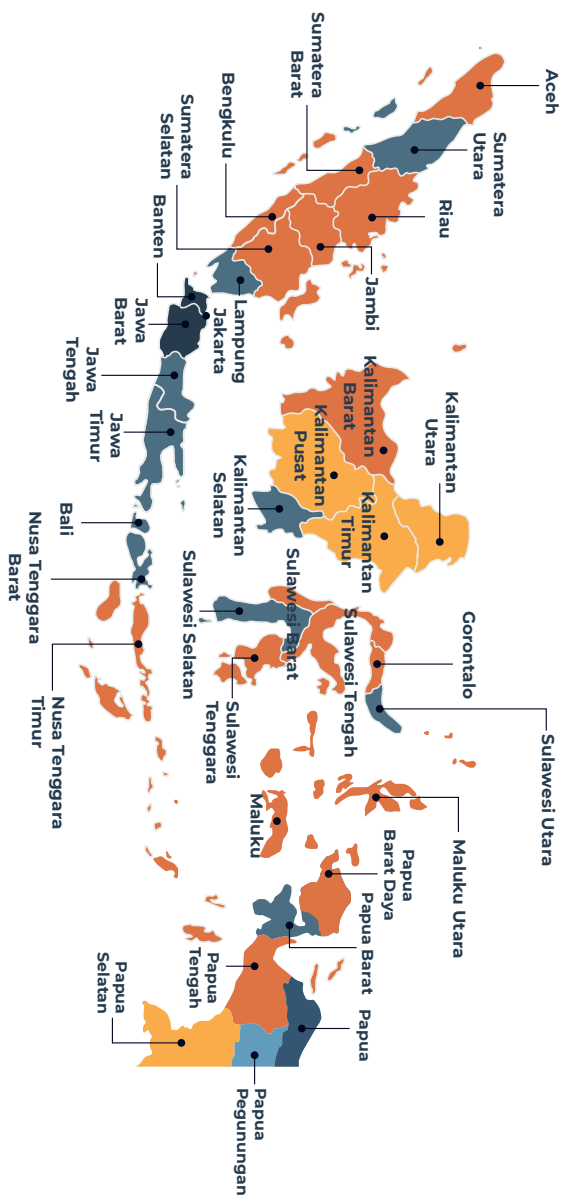 Aceh
Sumatera
Utara
Sumatera
Barat
Riau
Bengkulu
Jambi
Sumatera
Selatan
Lampung
Banten
Jakarta
Jawa
Barat
Jawa
Tengah
Jawa
Timur
Bali
Nusa Tenggara
Barat
Nusa Tenggara
Timur
Kalimantan
Barat
Kalimantan
Pusat
Kalimantan
Selatan
Kalimantan
Timur
Kalimantan
Utara
Sulawesi Selatan
Sulawesi Barat
Sulawesi
Tenggara
Sulawesi Tengah
Gorontalo
Sulawesi Utara
Maluku
Maluku Utara
Papua
Barat Daya
Papua Barat
Papua
Tengah
Papua
Papua
Selatan
Papua
Pegunungan